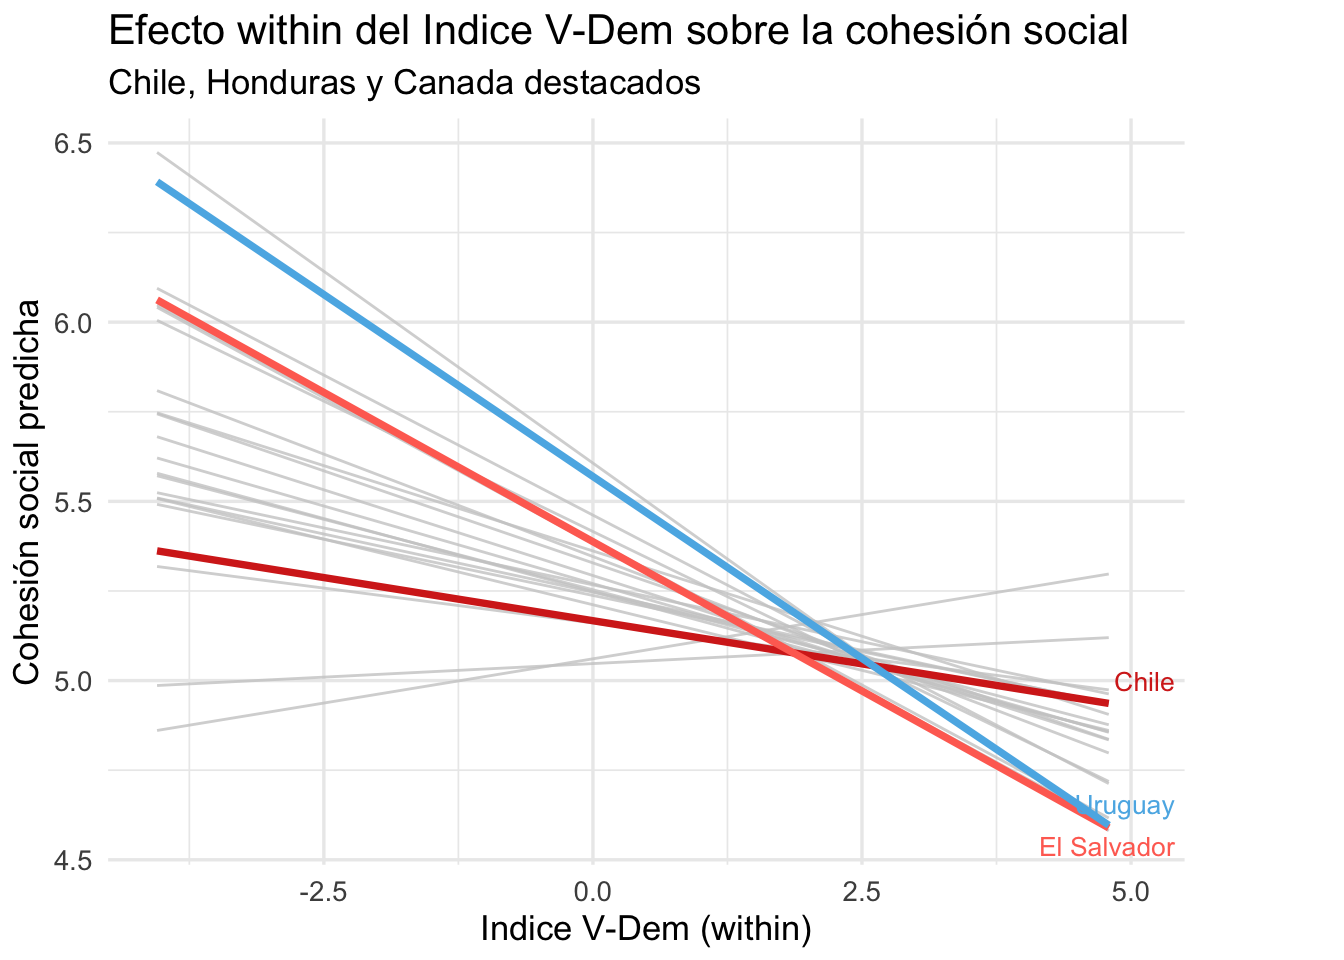 Efecto within del Indice V-Dem sobre la cohesión social
Chile, Honduras y Canada destacados
Cohesión social predicha
6.5
6.0
5.5
5.0
4.5
Chile
Uruguay
El Salvador
-2.5
0.0
2.5
5.0
Indice V-Dem (within)